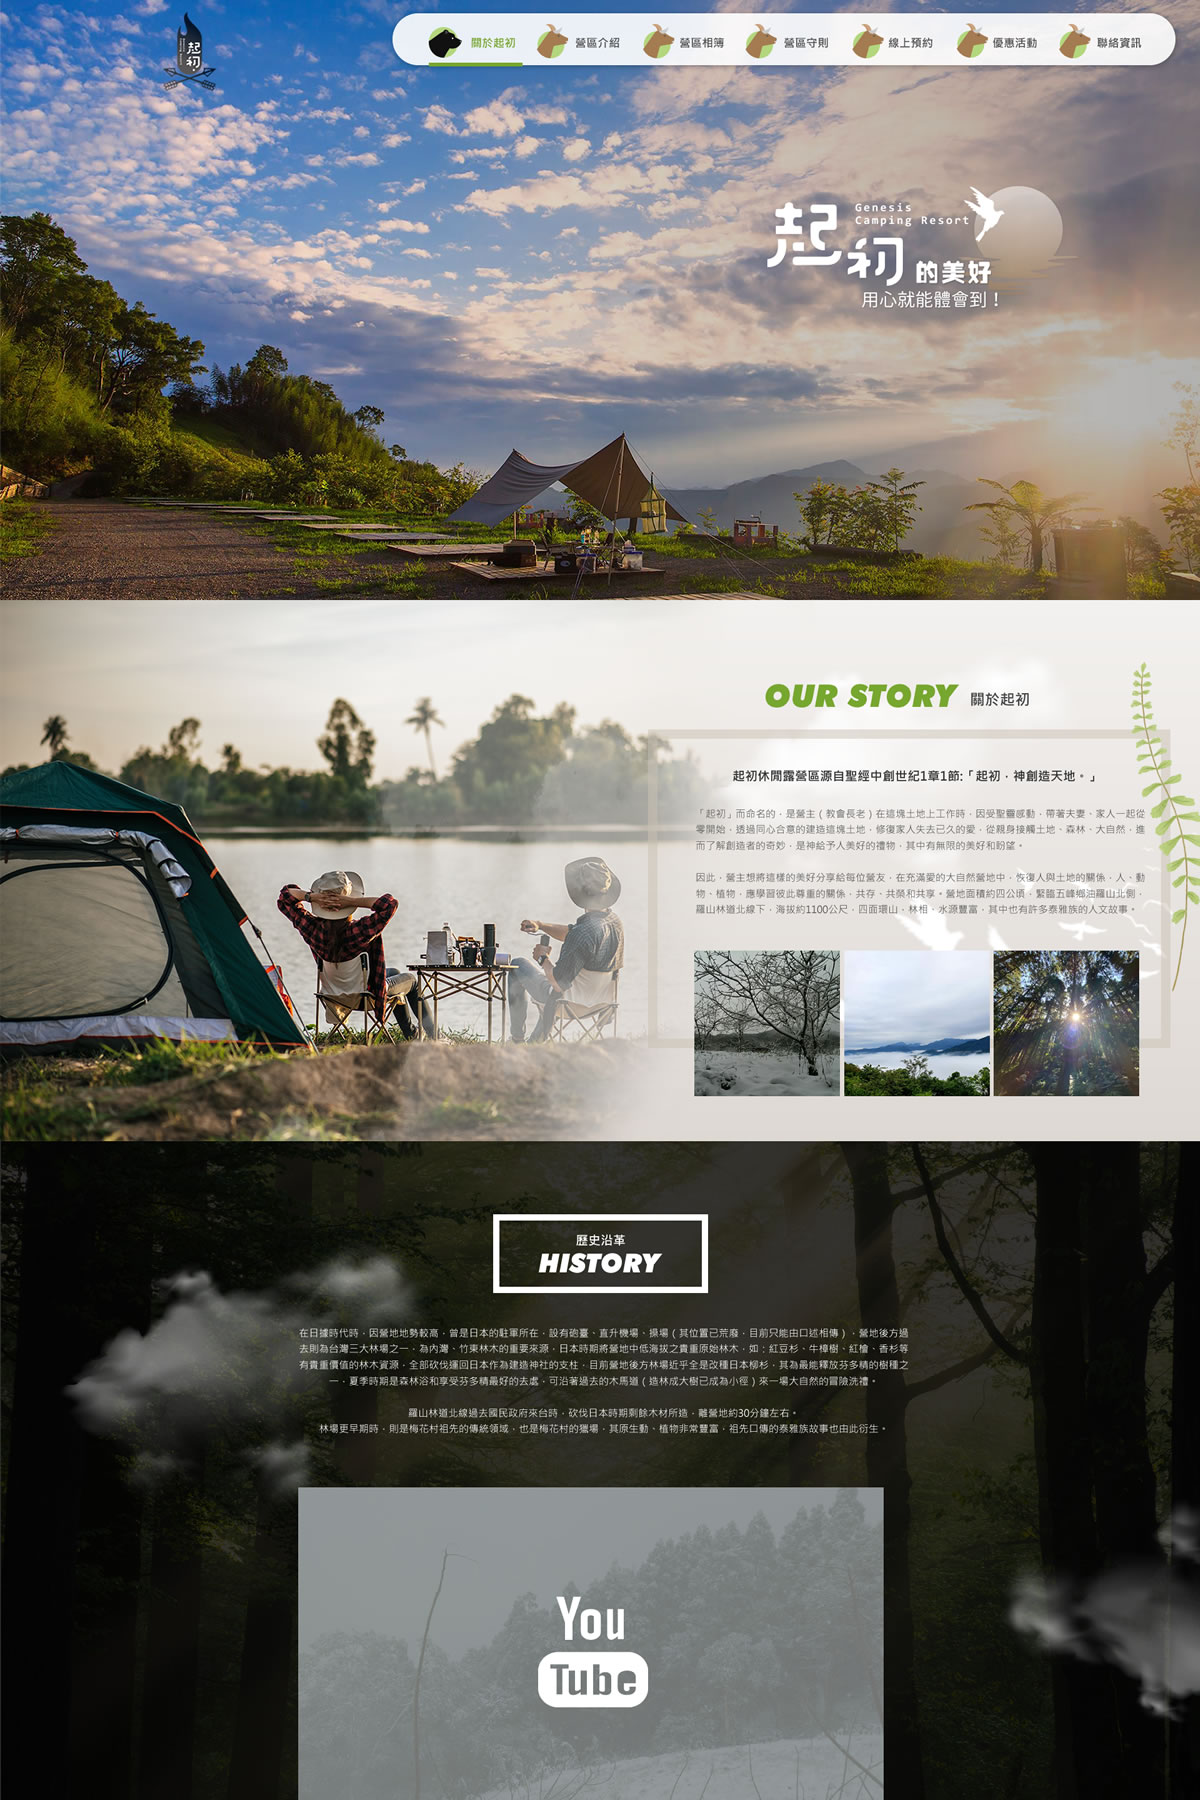 起初
關於起初
營區介紹
營區相簿
營區守則
線上預約
優惠活動
聯絡資訊
Genesis
Camping Resort
起初的美好
用心就能體會到！
OUR STORY 關於起初
起初休閒露營區源自聖經中創世紀1章1節:「起初，神創造天地。」
「起初」而命名的，是營主（教會長老）在這塊土地上工作時，因受聖靈感動，帶著夫妻、家人一起從
零開始，透過同心合意的建造這塊土地，修復家人失去已久的愛，從親身接觸土地、森林、大自然，進
而了解創造者的奇妙，是神給予人美好的禮物，其中有無限的美好和盼望。
因此，營主想將這樣的美好分享給每位營友，在充滿愛的大自然營地中，恢復人與土地的關係，人、動
物、植物，應學習彼此尊重的關係，共存、共榮和共享。營地面積約四公頃，緊臨五峰鄉油羅山北側，
羅山林道北線下，海拔約1100公尺，四面環山，林相，水源豐富，其中也有許多泰雅族的人文故事。
歷史沿革
HISTORY
在日據時代時，因營地地勢較高，曾是日本的駐軍所在，設有砲臺、直升機場、操場（其位置已荒廢，目前只能由口述相傳），營地後方過
去則為台灣三大林場之一，為內灣、竹東林木的重要來源，日本時期將營地中低海拔之貴重原始林木，如：紅豆杉、牛樟樹、紅檜、香杉等
有貴重價值的林木資源，全部砍伐運回日本作為建造神社的支柱，目前營地後方林場近乎全是改種日本柳杉，其為最能釋放芬多精的樹種之
一，夏季時期是森林浴和享受芬多精最好的去處，可沿著過去的木馬道（造林成大樹已成為小徑）來一場大自然的冒險洗禮。
羅山林道北線過去國民政府來台時，砍伐日本時期剩餘木材所造，離營地約30分鐘左右。
林場更早期時，則是梅花村祖先的傳統領域，也是梅花村的獵場，其原生動、植物非常豐富，祖先口傳的泰雅族故事也由此衍生。
You
Tube